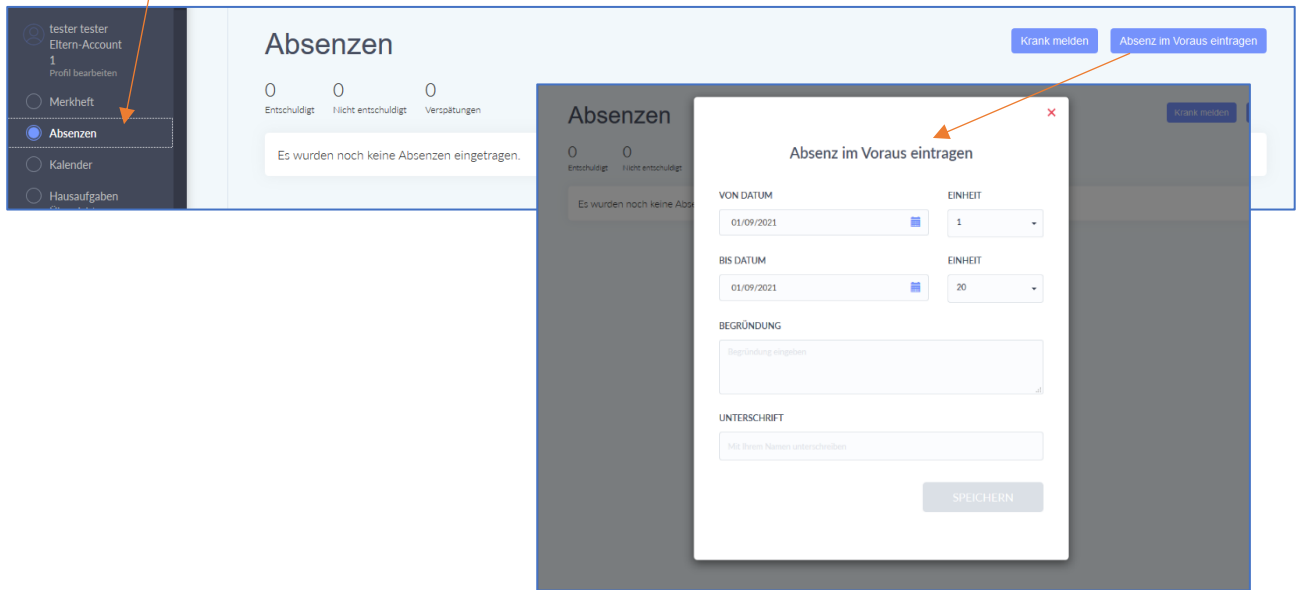 tester tester
Eltern-Account
1
Profil bearbeiten
Merkheft
Absenzen
Kalender
Hausaufgaben
Absenzen
Krank melden
Absenz im Voraus eintragen
0 0 0
Entschuldigt Nicht entschuldigt Verspätungen
Es wurden noch keine Absenzen eingetragen.
Absenzen
Krank melden
0 0
Entschuldigt Nicht entschuldigt
Es wurden noch keine Abse
×
Absenz im Voraus eintragen
VON DATUM EINHEIT
01/09/2021 1
BIS DATUM EINHEIT
01/09/2021 20
BEGRÜNDUNG
Begründung eingeben
UNTERSCHRIFT
Mit Ihrem Namen unterschreiben
SPEICHERN